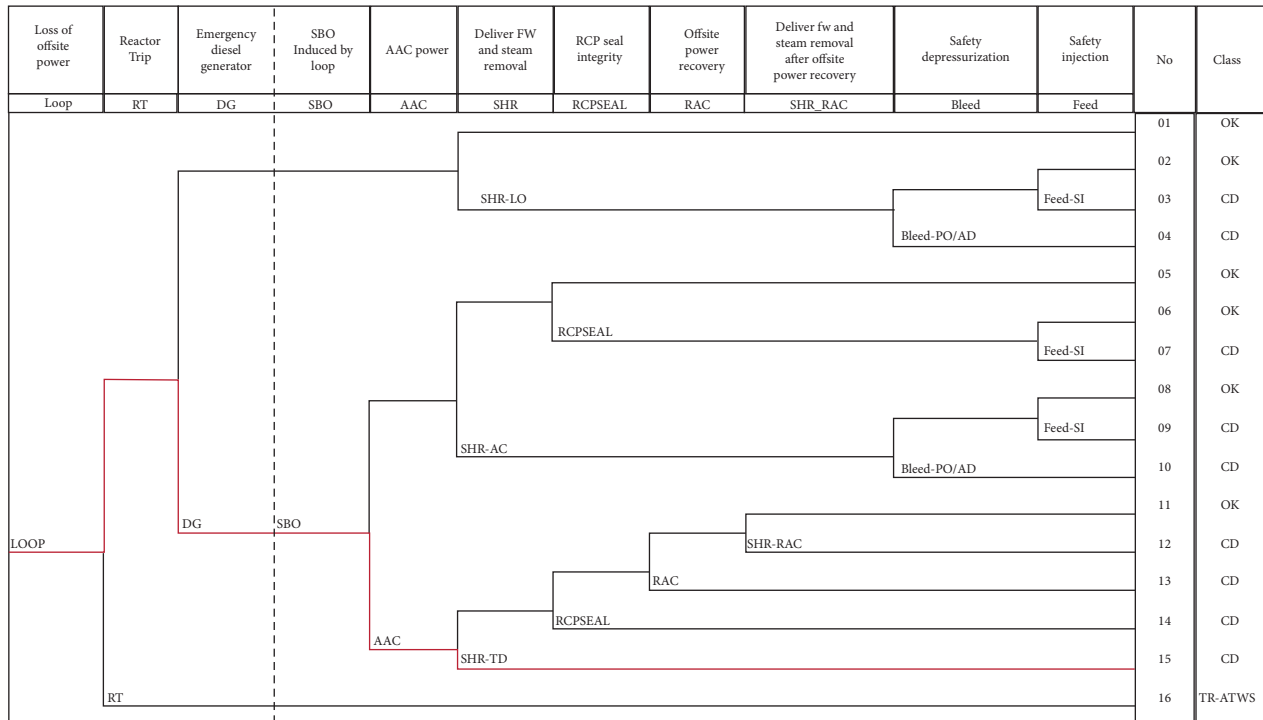 Loss of
offsite
power
Reactor
Trip
Emergency
diesel
generator
SBO
Induced by
loop
AAC power
Deliver FW
and steam
removal
RCP seal
integrity
Offsite
power
recovery
Deliver fw and
steam removal
after offsite
power recovery
Safety
depressurization
Safety
injection
No
Class
Loop
RT
DG
SBO
AAC
SHR
RCPSEAL
RAC
SHR_RAC
Bleed
Feed
01 OK
02 OK
SHR-LO
Feed-SI
03 CD
Bleed-PO/AD
04 CD
05 OK
06 OK
RCPSEAL
Feed-SI
07 CD
08 OK
Feed-SI
09 CD
SHR-AC
Bleed-PO/AD
10 CD
11 OK
DG
SBO
LOOP
SHR-RAC
12 CD
RAC
13 CD
RCPSEAL
14 CD
AAC
SHR-TD
15 CD
RT
16 TR-ATWS